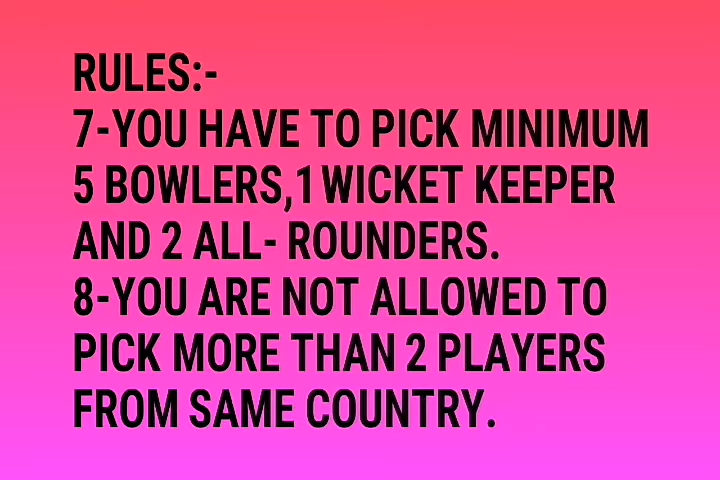 RULES:-
7-YOU HAVE TO PICK MINIMUM
5 BOWLERS,1 WICKET KEEPER
AND 2 ALL- ROUNDERS.
8-YOU ARE NOT ALLOWED TO
PICK MORE THAN 2 PLAYERS
FROM SAME COUNTRY.